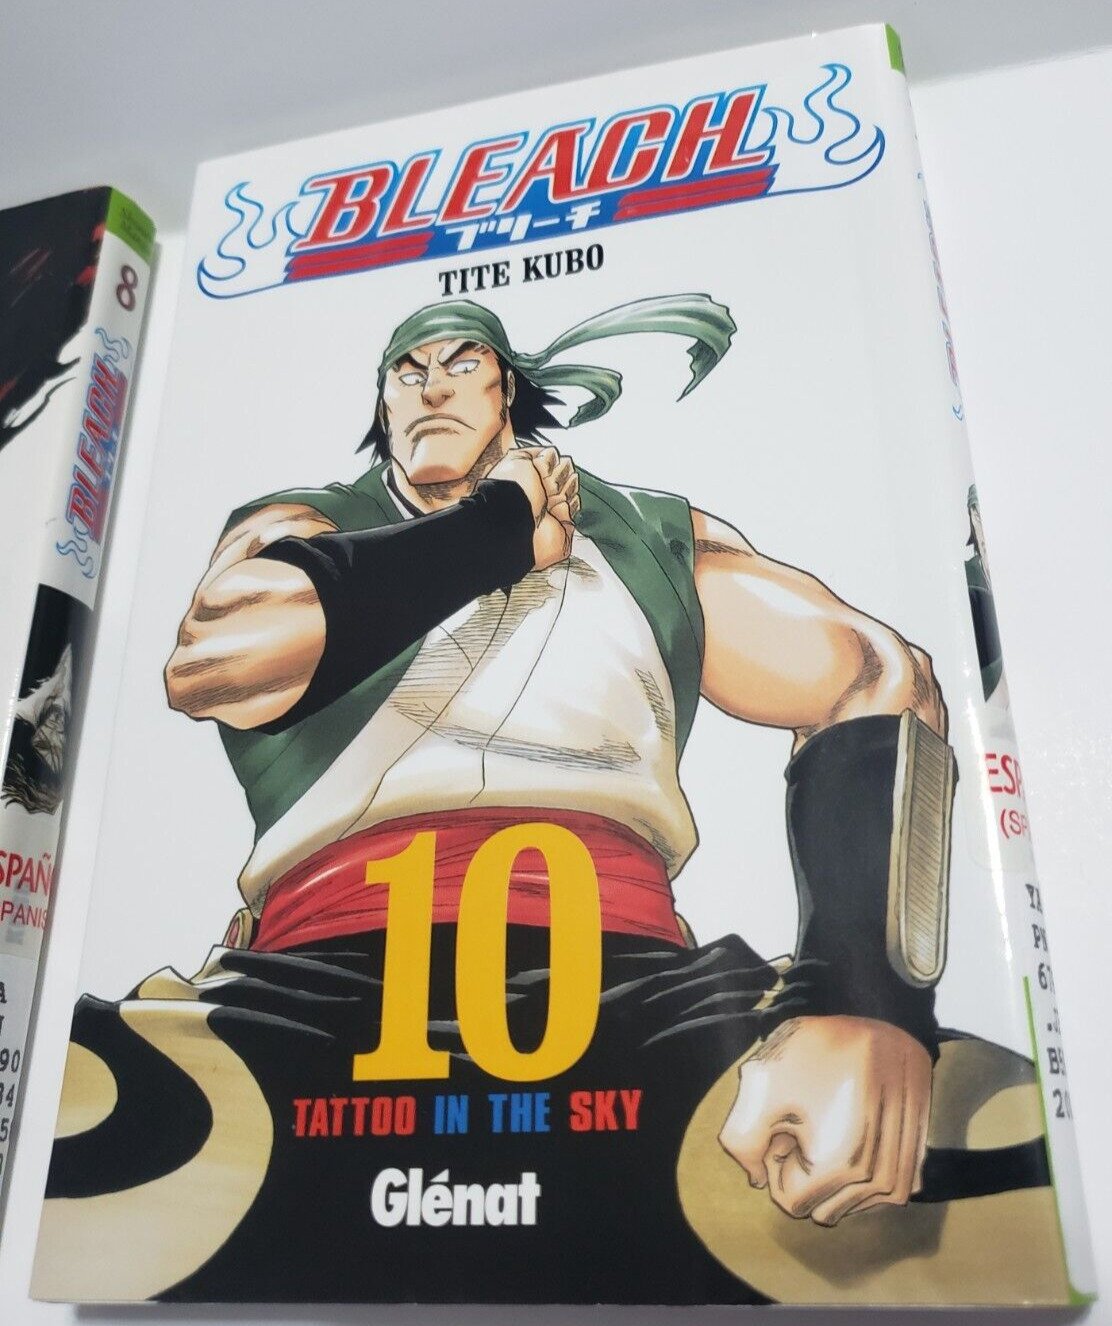 BLEACH
ブリーチ
TITE KUBO
10
TATTOO IN THE SKY
Glénat
8
BLEACH